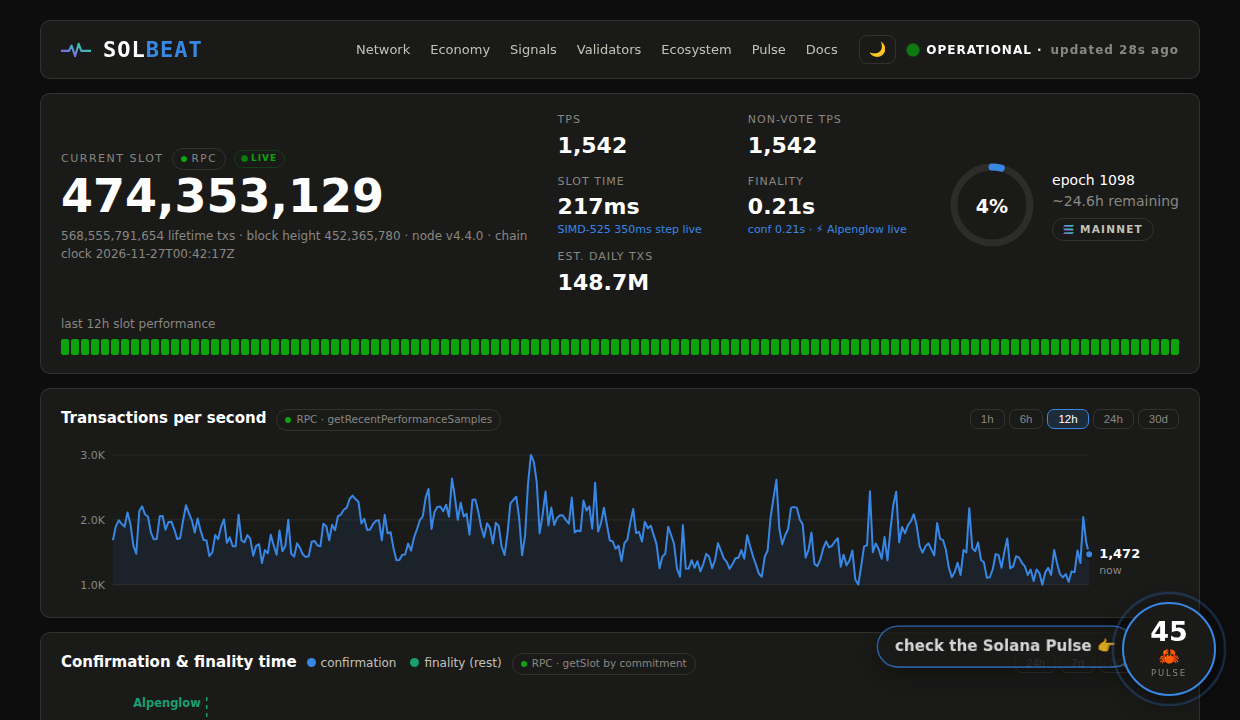 SOLBEAT
Network Economy Signals Validators Ecosystem Pulse Docs
OPERATIONAL · updated 28s ago
CURRENT SLOT RPC LIVE
474,353,129
568,555,791,654 lifetime txs · block height 452,365,780 · node v4.4.0 · chain
clock 2026-11-27T00:42:17Z
TPS
1,542
NON-VOTE TPS
1,542
SLOT TIME
217ms
SIMD-525 350ms step live
FINALITY
0.21s
conf 0.21s · ⚡ Alpenglow live
EST. DAILY TXS
148.7M
4%
epoch 1098
~24.6h remaining
MAINNET
last 12h slot performance
Transactions per second RPC · getRecentPerformanceSamples
1h 6h 12h 24h 30d
3.0K
2.0K
1.0K
1,472
now
Confirmation & finality time confirmation finality (rest) RPC · getSlot by commitment
24h 7d
Alpenglow
check the Solana Pulse 👉
45
🦀
PULSE